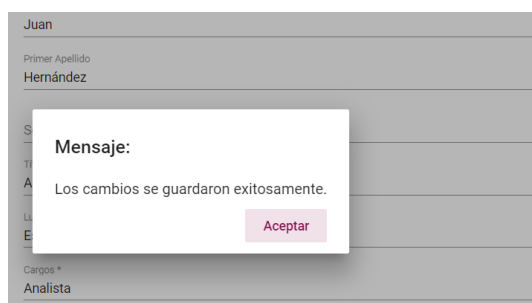 Juan
Primer Apellido
Hernández
Mensaje:
Los cambios se guardaron exitosamente.
Aceptar
Cargos *
Analista